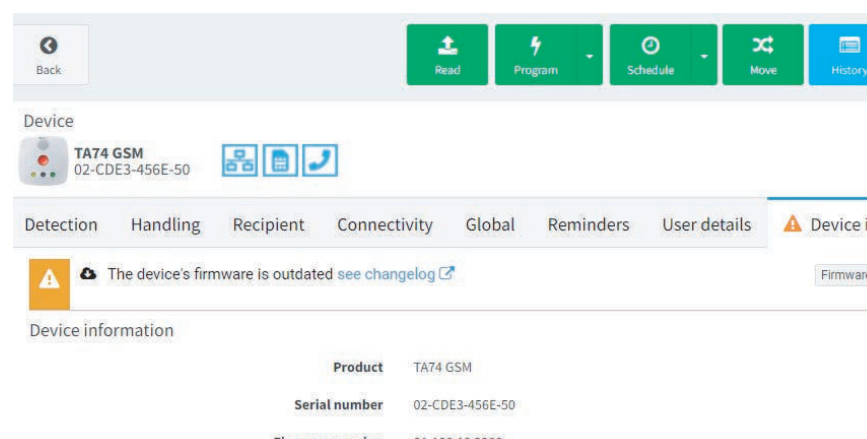 Back
Read
Program
Schedule
Move
History
Device
TA74 GSM
02-CDE3-456E-50
Detection Handling Recipient Connectivity Global Reminders User details Device
The device's firmware is outdated see changelog
Firmware
Device information
Product TA74 GSM
Serial number 02-CDE3-456E-50